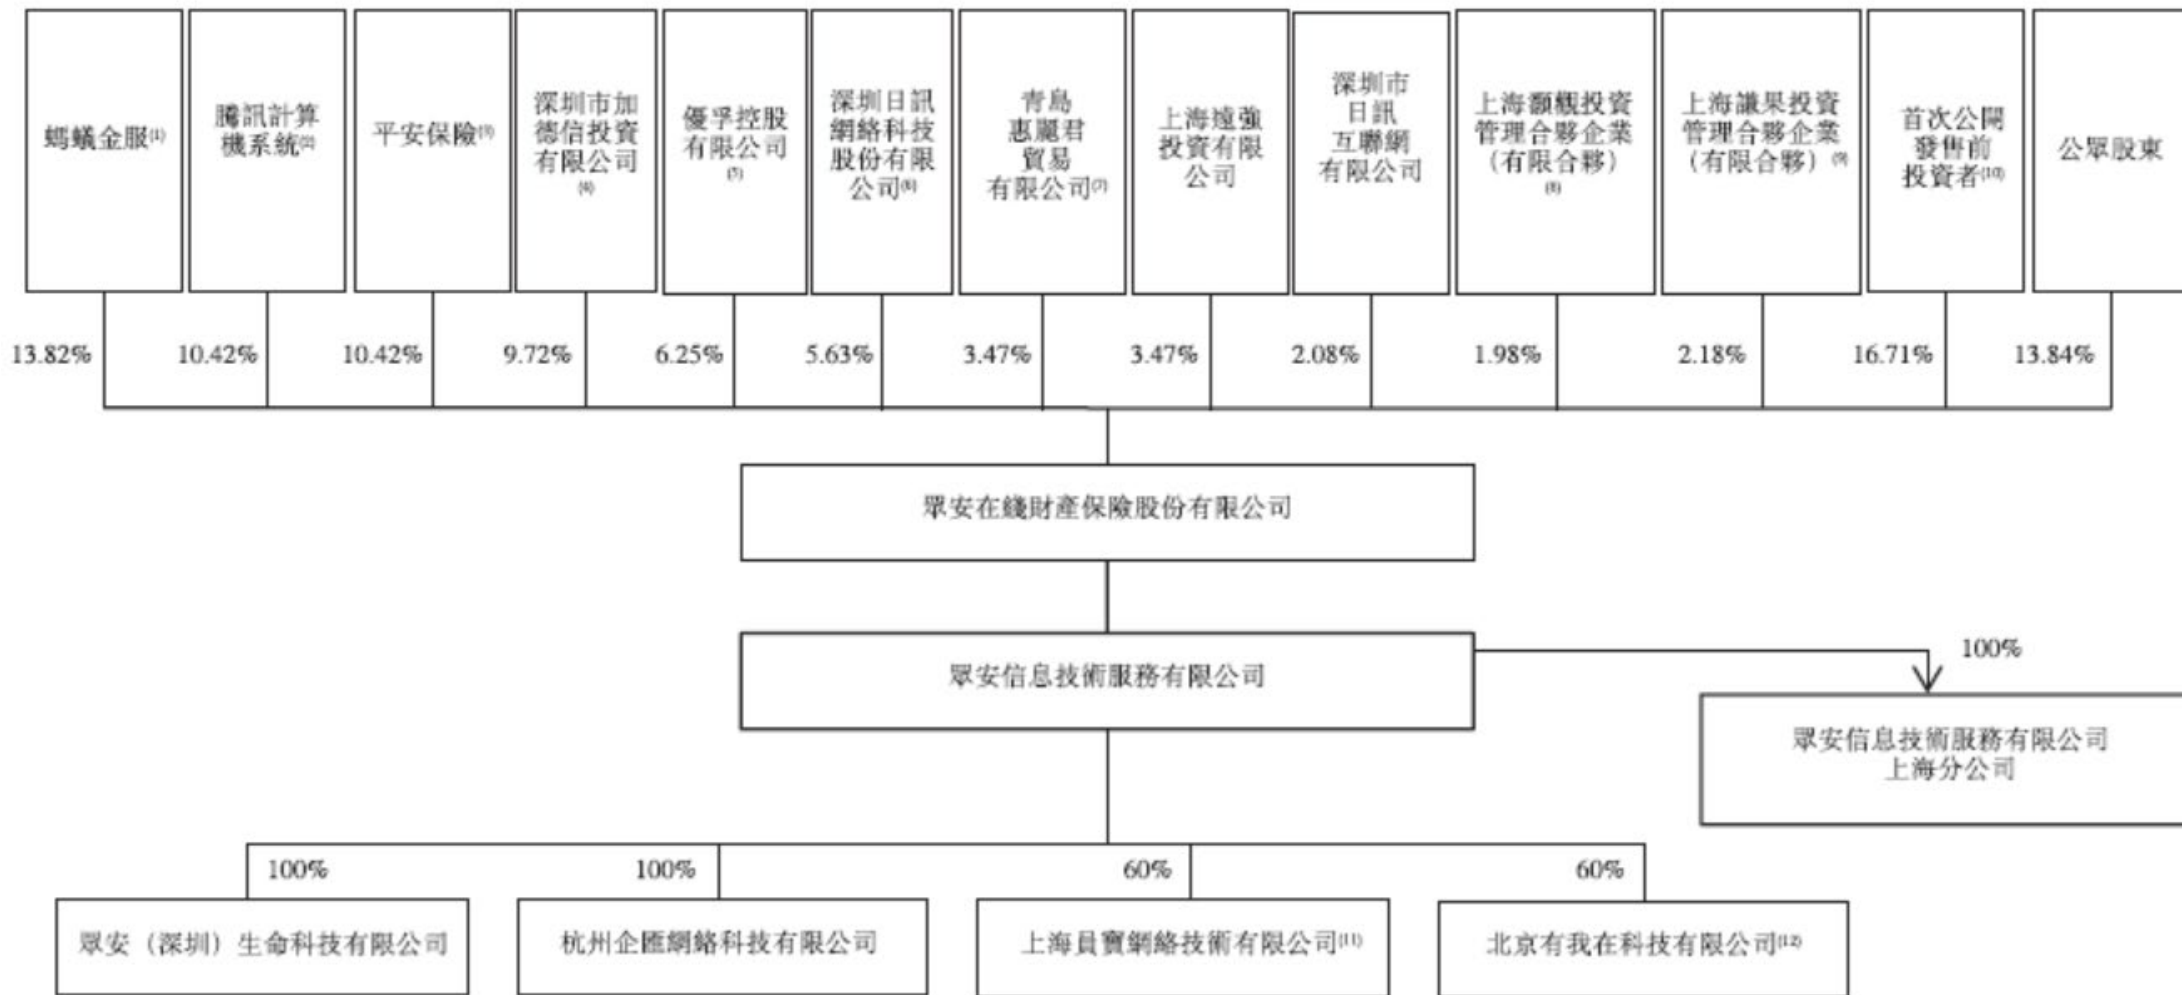 螞蟻金服(1)
騰訊計算
機系統(2)
平安保險(3)
深圳市加
德信投資
有限公司
(4)
優孚控股
有限公司
(5)
深圳日訊
網絡科技
股份有限
公司(6)
青島
惠麗君
貿易
有限公司(7)
上海遠強
投資有限
公司
深圳市
日訊
互聯網
有限公司
上海灝觀投資
管理合夥企業
（有限合夥）
(8)
上海謙果投資
管理合夥企業
（有限合夥）(9)
首次公開
發售前
投資者(10)
公眾股東
13.82%
10.42%
10.42%
9.72%
6.25%
5.63%
3.47%
3.47%
2.08%
1.98%
2.18%
16.71%
13.84%
眾安在綫財產保險股份有限公司
眾安信息技術服務有限公司
100%
眾安信息技術服務有限公司
上海分公司
100%
100%
60%
60%
眾安（深圳）生命科技有限公司
杭州企匯網絡科技有限公司
上海員寶網絡技術有限公司(11)
北京有我在科技有限公司(12)